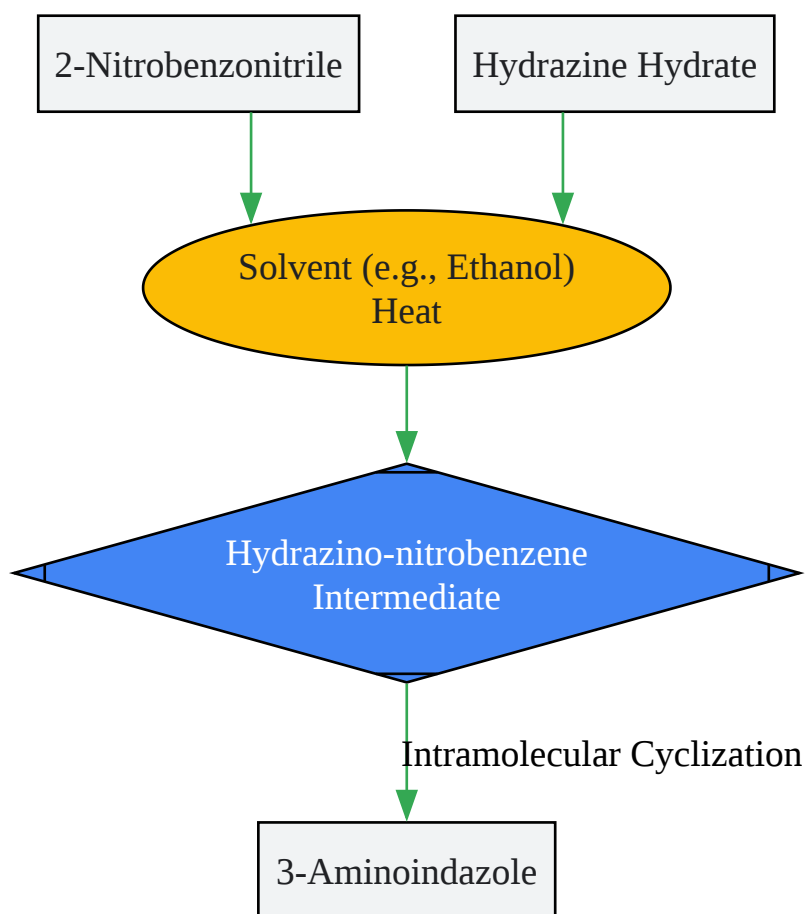 2-Nitrobenzonitrile
Hydrazine Hydrate
Solvent (e.g., Ethanol)
Heat
Hydrazino-nitrobenzene
Intermediate
Intramolecular Cyclization
3-Aminoindazole